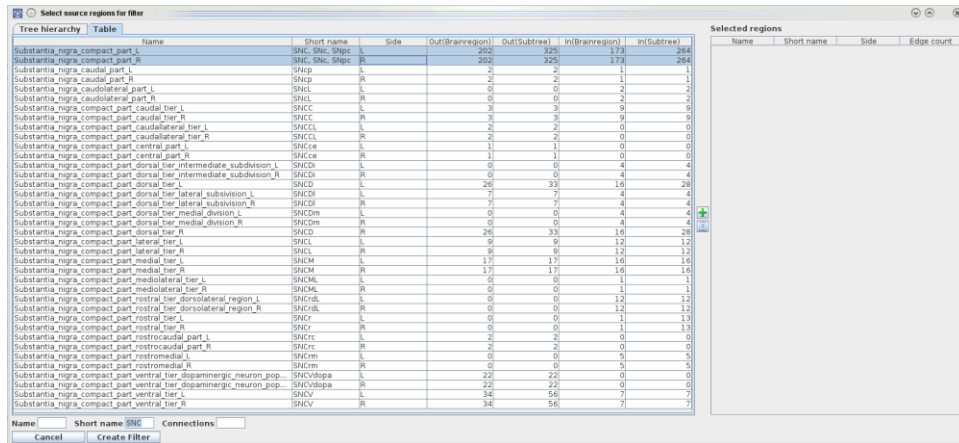 Select source regions for filter
Tree hierarchy Table
Selected regions
Name Short name Side Out(Brainregion) Out(Subtree) In(Brainregion) In(Subtree)
Name Short name Side Edge count
Substantia_nigra_compact_part_L SNC, SNc, SNpc L 202 325 173 264
Substantia_nigra_compact_part_R SNC, SNc, SNpc R 202 325 173 264
Substantia_nigra_caudal_part_L SNcp L 2 2 1 1
Substantia_nigra_caudal_part_R SNcp R 2 2 1 1
Substantia_nigra_caudolateral_part_L SNcL L 0 0 2 2
Substantia_nigra_caudolateral_part_R SNcL R 0 0 2 2
Substantia_nigra_compact_part_caudal_tier_L SNCC L 3 3 9 9
Substantia_nigra_compact_part_caudal_tier_R SNCC R 3 3 9 9
Substantia_nigra_compact_part_caudallateral_tier_L SNCCL L 2 2 0 0
Substantia_nigra_compact_part_caudallateral_tier_R SNCCL R 2 2 0 0
Substantia_nigra_compact_part_central_part_L SNCce L 1 1 0 0
Substantia_nigra_compact_part_central_part_R SNCce R 1 1 0 0
Substantia_nigra_compact_part_dorsal_tier_intermediate_subdivision_L SNCDi L 0 0 4 4
Substantia_nigra_compact_part_dorsal_tier_intermediate_subdivision_R SNCDi R 0 0 4 4
Substantia_nigra_compact_part_dorsal_tier_L SNCD L 26 33 16 28
Substantia_nigra_compact_part_dorsal_tier_lateral_subsivision_L SNCDl L 7 7 4 4
Substantia_nigra_compact_part_dorsal_tier_lateral_subsivision_R SNCDl R 7 7 4 4
Substantia_nigra_compact_part_dorsal_tier_medial_division_L SNCDm L 0 0 4 4
Substantia_nigra_compact_part_dorsal_tier_medial_division_R SNCDm R 0 0 4 4
Substantia_nigra_compact_part_dorsal_tier_R SNCD R 26 33 16 28
Substantia_nigra_compact_part_lateral_tier_L SNCL L 9 9 12 12
Substantia_nigra_compact_part_lateral_tier_R SNCL R 9 9 12 12
Substantia_nigra_compact_part_medial_tier_L SNCM L 17 17 16 16
Substantia_nigra_compact_part_medial_tier_R SNCM R 17 17 16 16
Substantia_nigra_compact_part_mediolateral_tier_L SNCML L 0 0 1 1
Substantia_nigra_compact_part_mediolateral_tier_R SNCML R 0 0 1 1
Substantia_nigra_compact_part_rostral_tier_dorsolateral_region_L SNCrdL L 0 0 12 12
Substantia_nigra_compact_part_rostral_tier_dorsolateral_region_R SNCrdL R 0 0 12 12
Substantia_nigra_compact_part_rostral_tier_L SNCr L 0 0 1 13
Substantia_nigra_compact_part_rostral_tier_R SNCr R 0 0 1 13
Substantia_nigra_compact_part_rostrocaudal_part_L SNCrc L 2 2 0 0
Substantia_nigra_compact_part_rostrocaudal_part_R SNCrc R 2 2 0 0
Substantia_nigra_compact_part_rostromedial_L SNCrm L 0 0 5 5
Substantia_nigra_compact_part_rostromedial_R SNCrm R 0 0 5 5
Substantia_nigra_compact_part_ventral_tier_dopaminergic_neuron_pop... SNCVdopa L 22 22 0 0
Substantia_nigra_compact_part_ventral_tier_dopaminergic_neuron_pop... SNCVdopa R 22 22 0 0
Substantia_nigra_compact_part_ventral_tier_L SNCV L 34 56 7 7
Substantia_nigra_compact_part_ventral_tier_R SNCV R 34 56 7 7
Name Short name SNC Connections
Cancel Create Filter